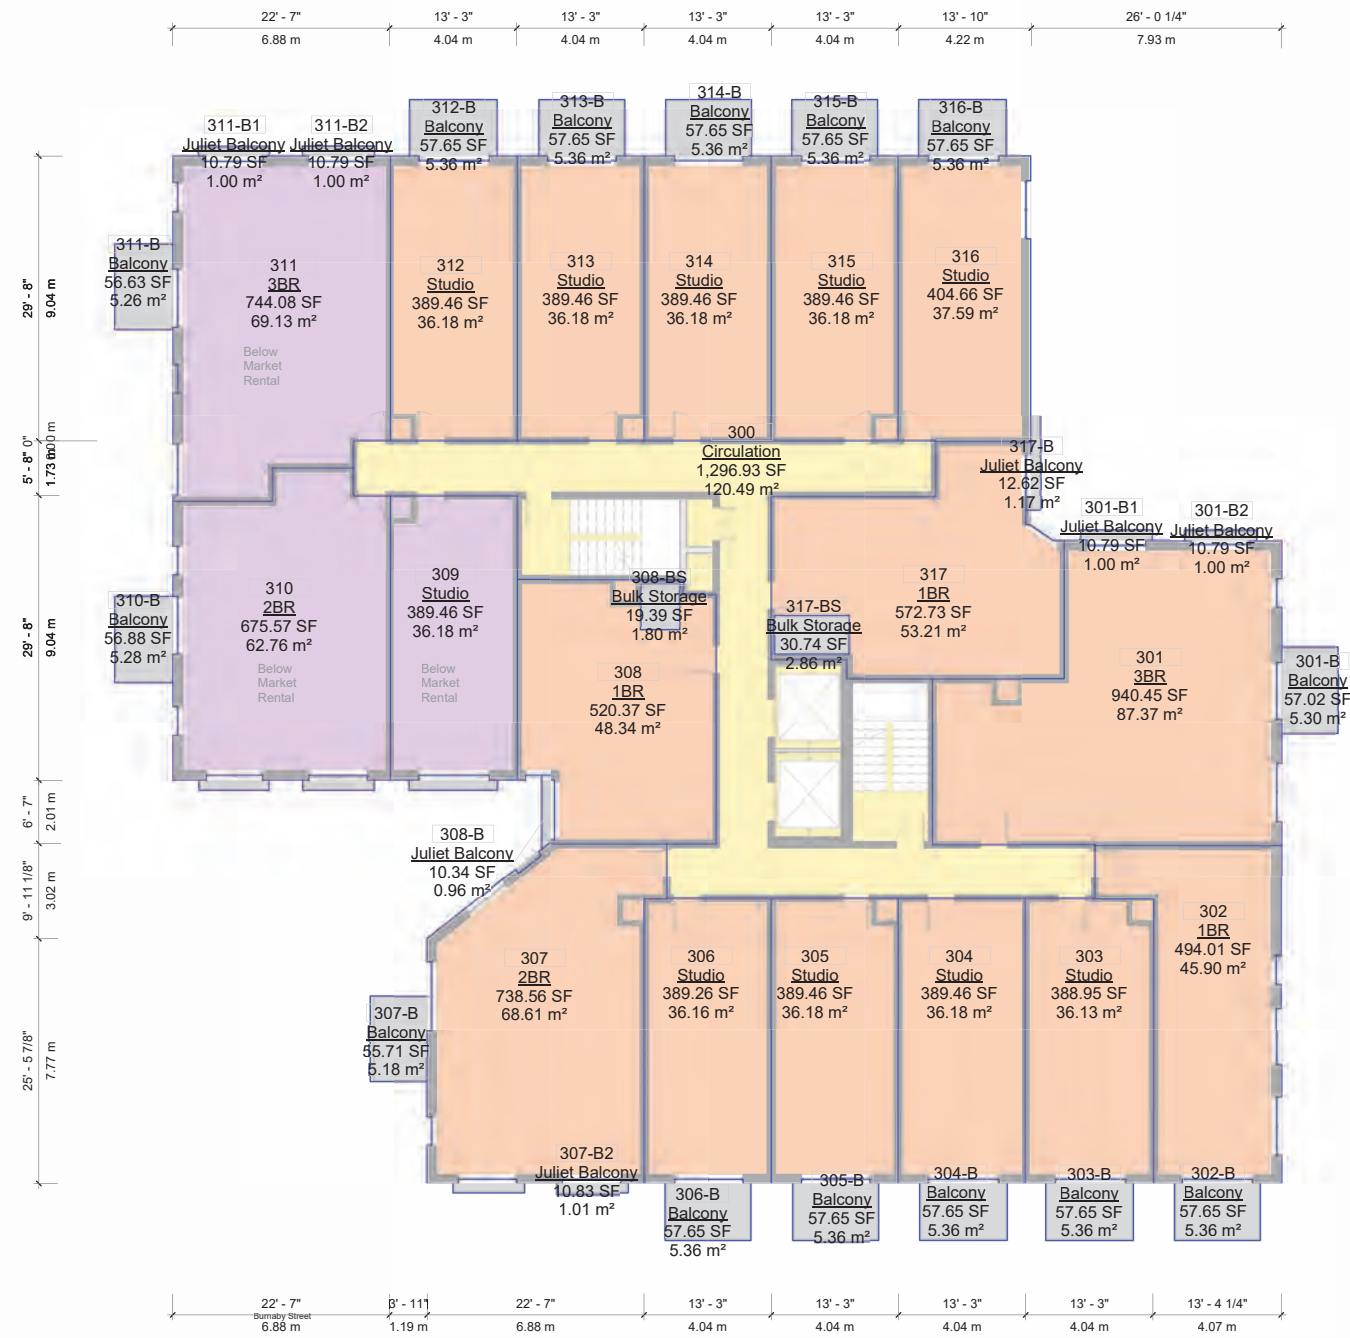 22' - 7"
13' - 3"
13' - 3"
13' - 3"
13' - 3"
13' - 10"
26' - 0 1/4"
6.88 m
4.04 m
4.04 m
4.04 m
4.04 m
4.22 m
7.93 m
311-B1
Juliet Balcony
10.79 SF
1.00 m²
311-B2
Juliet Balcony
10.79 SF
1.00 m²
312-B
Balcony
57.65 SF
5.36 m²
313-B
Balcony
57.65 SF
5.36 m²
314-B
Balcony
57.65 SF
5.36 m²
315-B
Balcony
57.65 SF
5.36 m²
316-B
Balcony
57.65 SF
5.36 m²
311-B
Balcony
56.63 SF
5.26 m²
311
3BR
744.08 SF
69.13 m²
Below
Market
Rental
312
Studio
389.46 SF
36.18 m²
313
Studio
389.46 SF
36.18 m²
314
Studio
389.46 SF
36.18 m²
315
Studio
389.46 SF
36.18 m²
316
Studio
404.66 SF
37.59 m²
29' - 8"
9.04 m
5' - 8"
1.73 m
300
Circulation
1,296.93 SF
120.49 m²
317-B
Juliet Balcony
12.62 SF
1.17 m²
301-B1
Juliet Balcony
10.79 SF
1.00 m²
301-B2
Juliet Balcony
10.79 SF
1.00 m²
29' - 8"
9.04 m
310-B
Balcony
56.88 SF
5.28 m²
310
2BR
675.57 SF
62.76 m²
Below
Market
Rental
309
Studio
389.46 SF
36.18 m²
Below
Market
Rental
308-BS
Bulk Storage
19.39 SF
1.80 m²
308
1BR
520.37 SF
48.34 m²
317-BS
Bulk Storage
30.74 SF
2.86 m²
317
1BR
572.73 SF
53.21 m²
301
3BR
940.45 SF
87.37 m²
301-B
Balcony
57.02 SF
5.30 m²
6' - 7"
2.01 m
308-B
Juliet Balcony
10.34 SF
0.96 m²
9' - 11 1/8"
3.02 m
307
2BR
738.56 SF
68.61 m²
306
Studio
389.26 SF
36.16 m²
305
Studio
389.46 SF
36.18 m²
304
Studio
389.46 SF
36.18 m²
303
Studio
388.95 SF
36.13 m²
302
1BR
494.01 SF
45.90 m²
25' - 5 7/8"
7.77 m
307-B
Balcony
55.71 SF
5.18 m²
307-B2
Juliet Balcony
10.83 SF
1.01 m²
306-B
Balcony
57.65 SF
5.36 m²
305-B
Balcony
57.65 SF
5.36 m²
304-B
Balcony
57.65 SF
5.36 m²
303-B
Balcony
57.65 SF
5.36 m²
302-B
Balcony
57.65 SF
5.36 m²
22' - 7"
3' - 11"
22' - 7"
13' - 3"
13' - 3"
13' - 3"
13' - 3"
13' - 4 1/4"
Burnaby Street
6.88 m
1.19 m
6.88 m
4.04 m
4.04 m
4.04 m
4.04 m
4.07 m